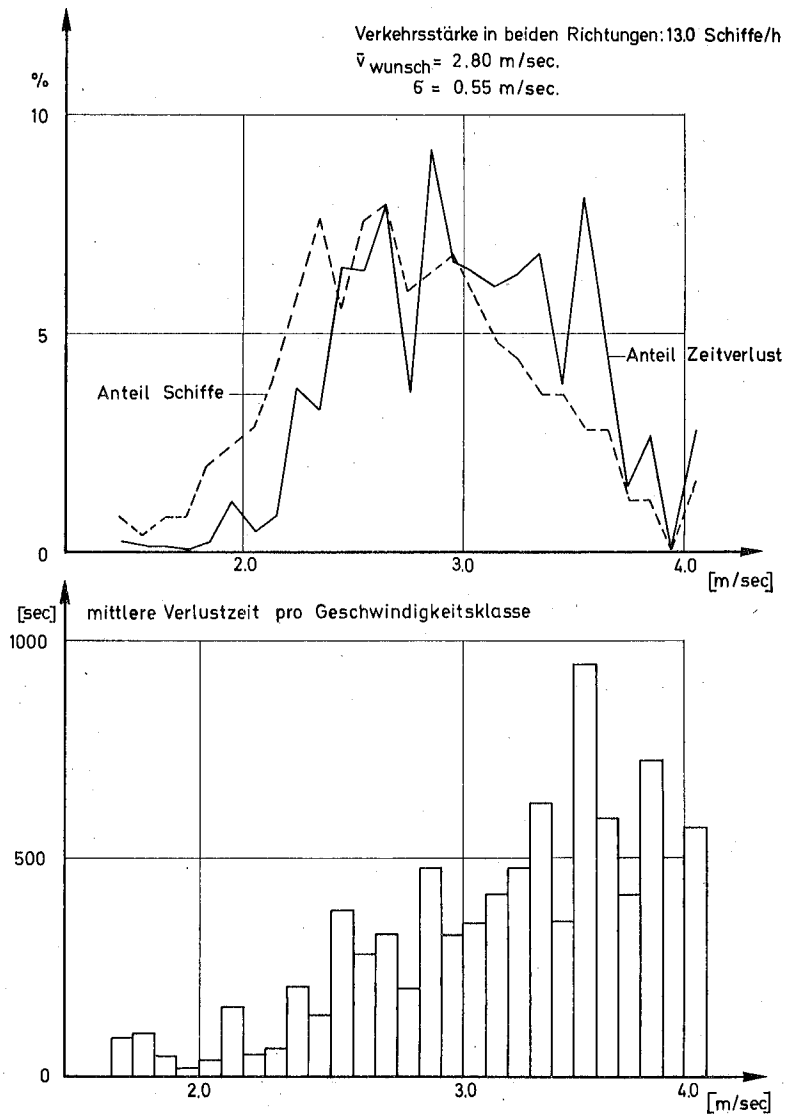 Verkehrsstärke in beiden Richtungen: 13.0 Schiffe/h
v̄ wunsch = 2,80 m/sec.
σ = 0.55 m/sec.
%
10
5
0
Anteil Schiffe
Anteil Zeitverlust
2.0 3.0 4.0
[m/sec]
[sec] mittlere Verlustzeit pro Geschwindigkeitsklasse
1000
500
0
2,0 3.0 4.0
[m/sec]